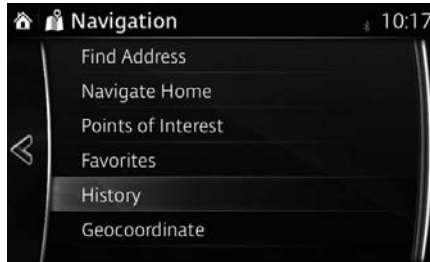 Navigation 10:17
Find Address
Navigate Home
Points of Interest
Favorites
History
Geocoordinate